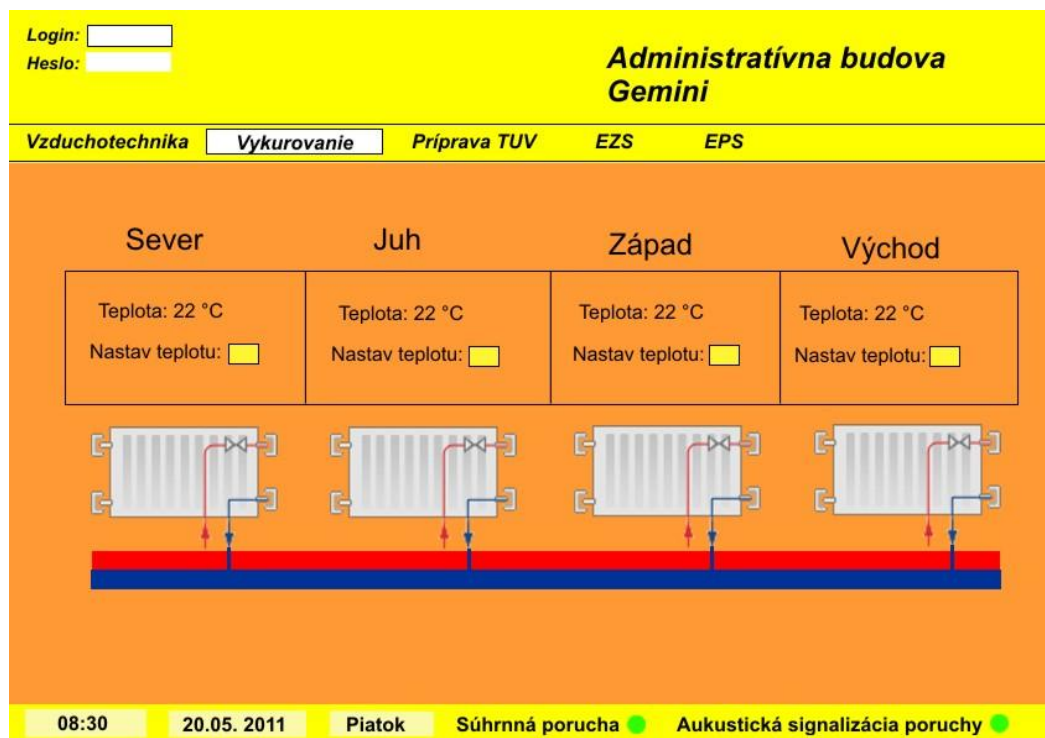 Login:
Heslo:
Administratívna budova
Gemini
Vzduchotechnika Vykurovanie Príprava TUV EZS EPS
Sever Juh Západ Východ
Teplota: 22 °C Teplota: 22 °C Teplota: 22 °C Teplota: 22 °C
Nastav teplotu: Nastav teplotu: Nastav teplotu: Nastav teplotu:
08:30 20.05. 2011 Piatok Súhrnná porucha Aukustická signalizácia poruchy